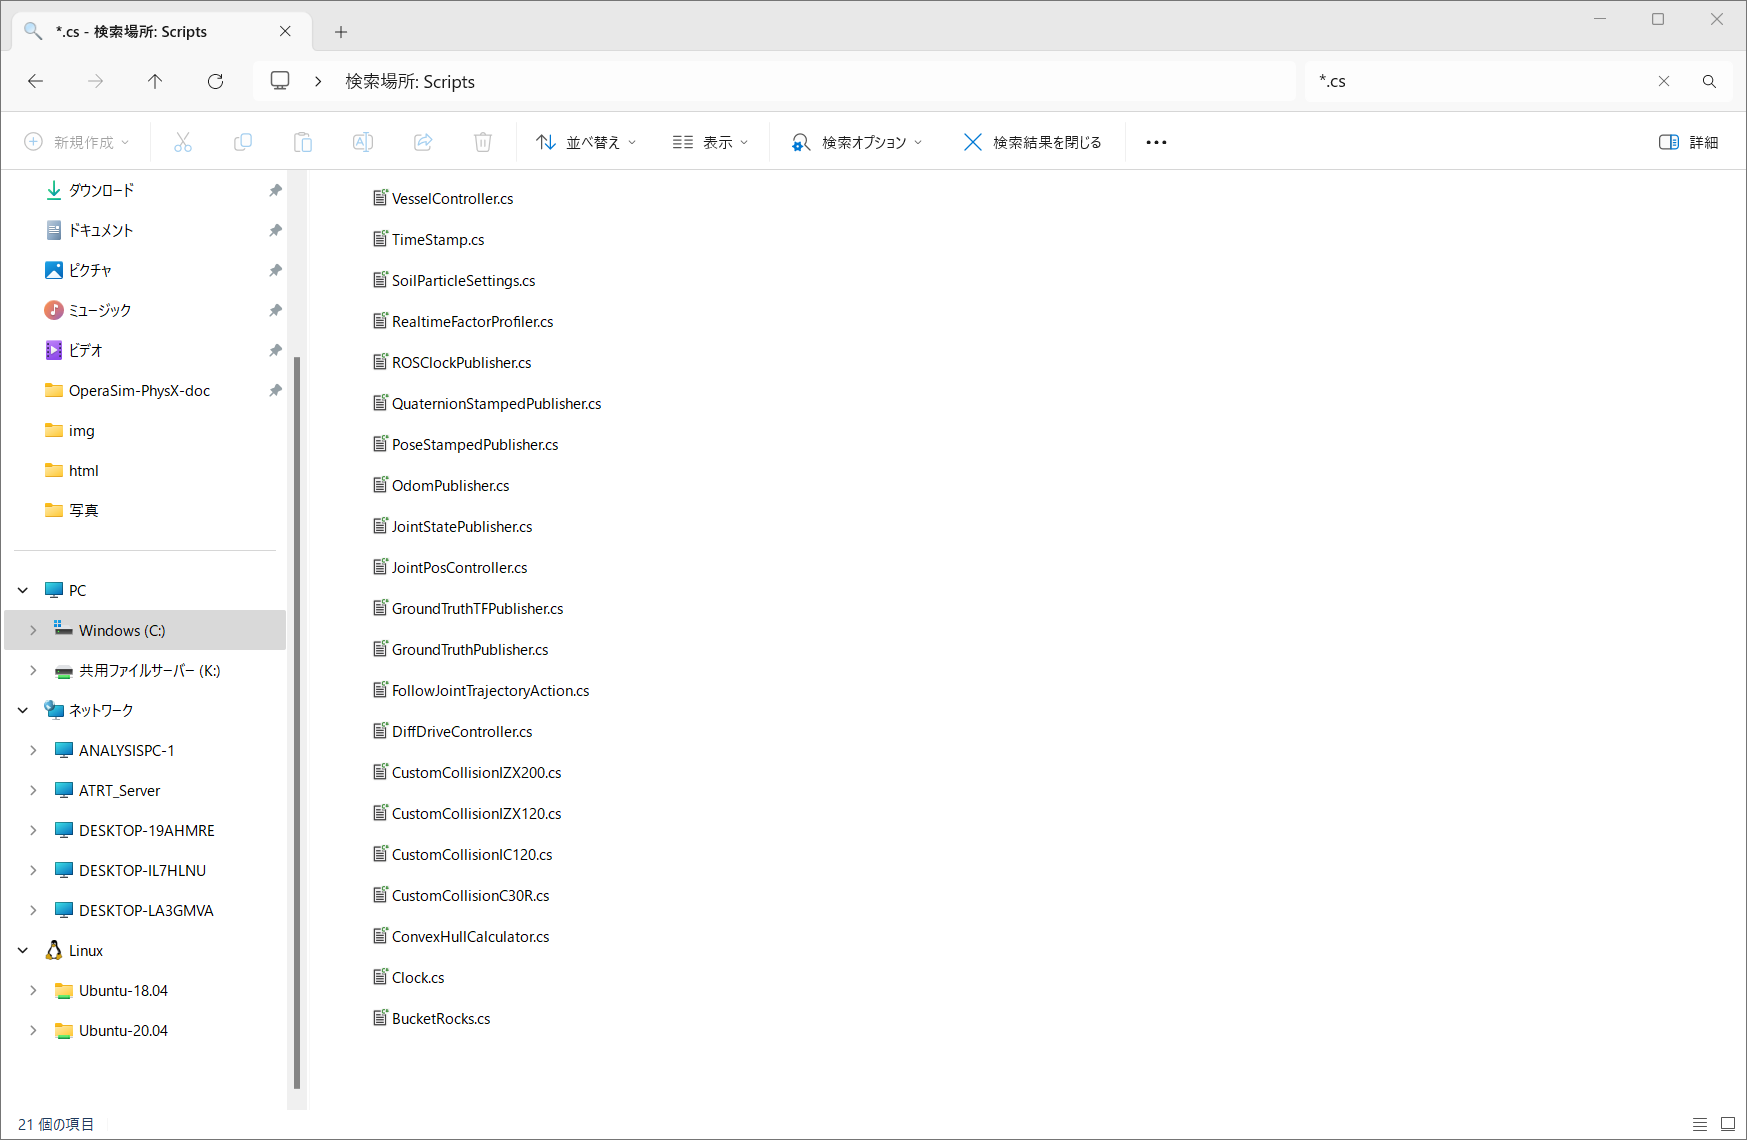 *.cs - 検索場所: Scripts
検索場所: Scripts
*.cs
新規作成
並べ替え
表示
検索オプション
検索結果を閉じる
詳細
ダウンロード
ドキュメント
ピクチャ
ミュージック
ビデオ
OperaSim-PhysX-doc
img
html
写真
PC
Windows (C:)
共用ファイルサーバー (K:)
ネットワーク
ANALYSISPC-1
ATRT_Server
DESKTOP-19AHMRE
DESKTOP-IL7HLNU
DESKTOP-LA3GMVA
Linux
Ubuntu-18.04
Ubuntu-20.04
VesselController.cs
TimeStamp.cs
SoilParticleSettings.cs
RealtimeFactorProfiler.cs
ROSClockPublisher.cs
QuaternionStampedPublisher.cs
PoseStampedPublisher.cs
OdomPublisher.cs
JointStatePublisher.cs
JointPosController.cs
GroundTruthTFPublisher.cs
GroundTruthPublisher.cs
FollowJointTrajectoryAction.cs
DiffDriveController.cs
CustomCollisionIZX200.cs
CustomCollisionIZX120.cs
CustomCollisionIC120.cs
CustomCollisionC30R.cs
ConvexHullCalculator.cs
Clock.cs
BucketRocks.cs
21 個の項目